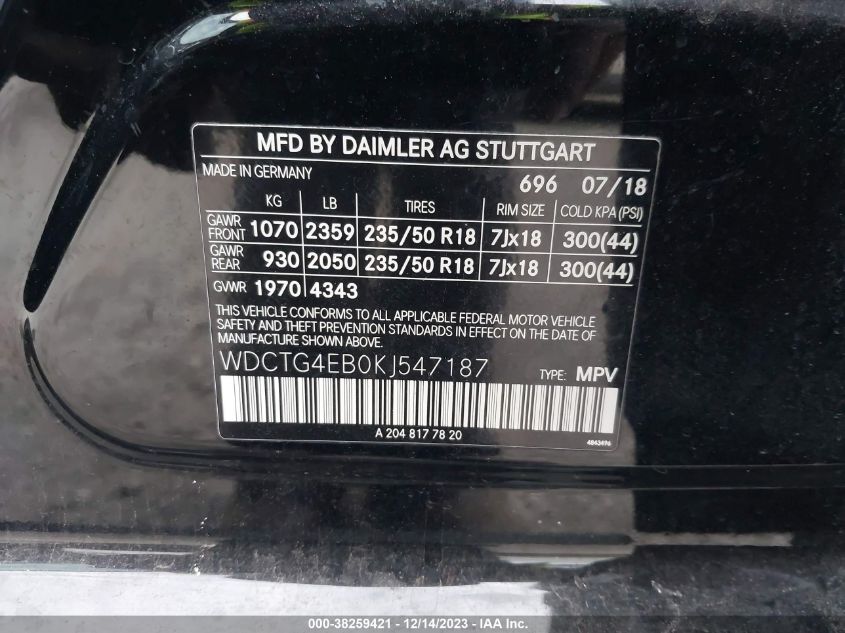 MFD BY DAIMLER AG STUTTGART
MADE IN GERMANY 696 07/18
KG LB TIRES RIM SIZE COLD KPA (PSI)
GAWR FRONT 1070 2359 235/50 R18 7Jx18 300(44)
GAWR REAR 930 2050 235/50 R18 7Jx18 300(44)
GVWR 1970 4343
THIS VEHICLE CONFORMS TO ALL APPLICABLE FEDERAL MOTOR VEHICLE
SAFETY AND THEFT PREVENTION STANDARDS IN EFFECT ON THE DATE OF
MANUFACTURE SHOWN ABOVE.
WDCTG4EB0KJ547187 TYPE: MPV
A 204 817 78 20 4843496
000-38259421 - 12/14/2023 - IAA, Inc.